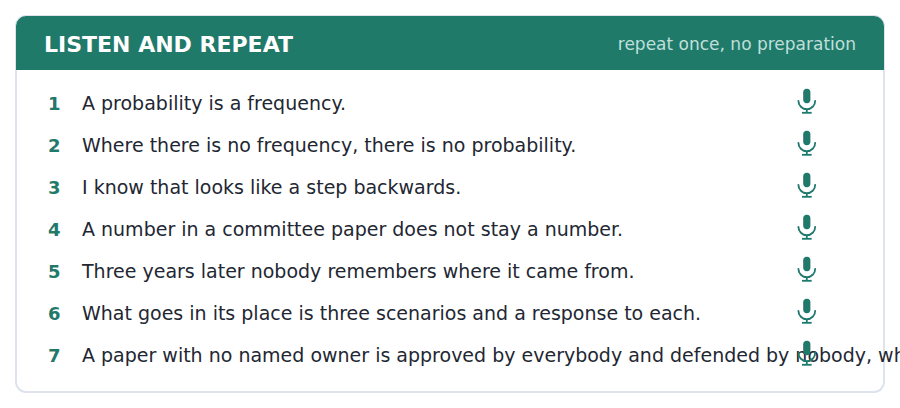 LISTEN AND REPEAT repeat once, no preparation
1 A probability is a frequency.
2 Where there is no frequency, there is no probability.
3 I know that looks like a step backwards.
4 A number in a committee paper does not stay a number.
5 Three years later nobody remembers where it came from.
6 What goes in its place is three scenarios and a response to each.
7 A paper with no named owner is approved by everybody and defended by nobody,